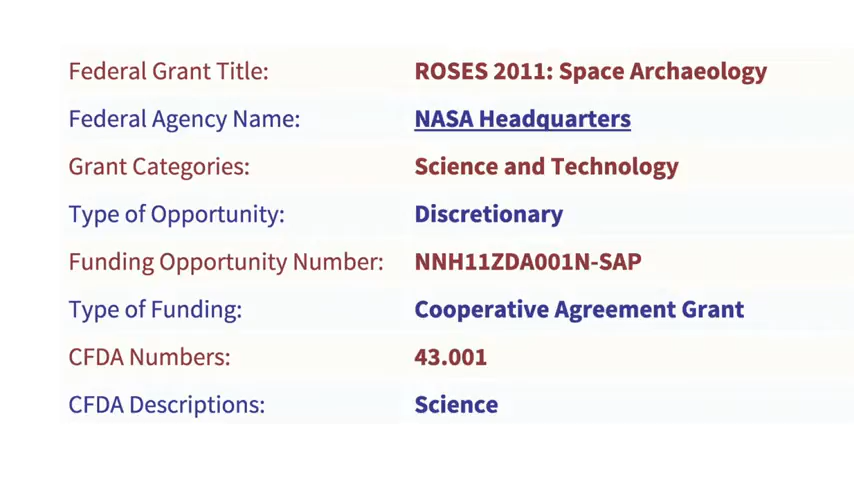 Federal Grant Title: ROSES 2011: Space Archaeology
Federal Agency Name: NASA Headquarters
Grant Categories: Science and Technology
Type of Opportunity: Discretionary
Funding Opportunity Number: NNH11ZDA001N-SAP
Type of Funding: Cooperative Agreement Grant
CFDA Numbers: 43.001
CFDA Descriptions: Science